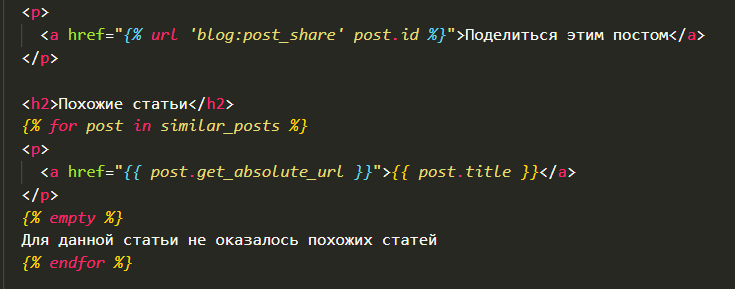 <p>
<a href="{% url 'blog:post_share' post.id %}">Поделиться этим постом</a>
</p>
<h2>Похожие статьи</h2>
{% for post in similar_posts %}
<p>
<a href="{{ post.get_absolute_url }}">{{ post.title }}</a>
</p>
{% empty %}
Для данной статьи не оказалось похожих статей
{% endfor %}